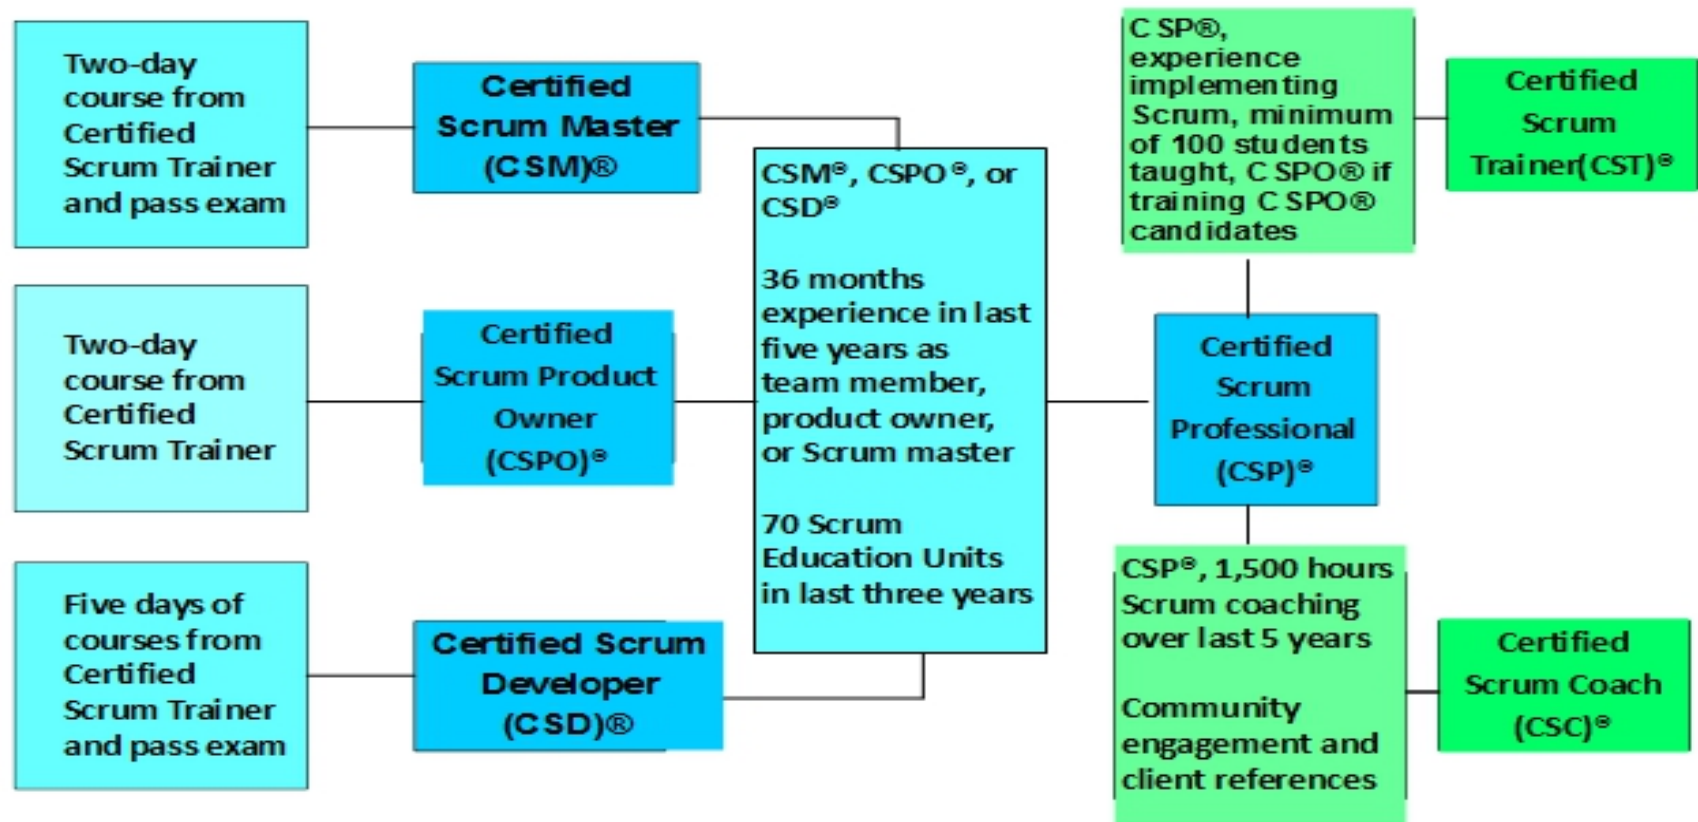 Two-day
course from
Certified
Scrum Trainer
and pass exam
Certified
Scrum Master
(CSM)®
Two-day
course from
Certified
Scrum Trainer
Certified
Scrum Product
Owner
(CSPO)®
Five days of
courses from
Certified
Scrum Trainer
and pass exam
Certified Scrum
Developer
(CSD)®
CSM®, CSPO®, or
CSD®
36 months
experience in last
five years as
team member,
product owner,
or Scrum master
70 Scrum
Education Units
in last three years
Certified
Scrum
Professional
(CSP)®
CSP®,
experience
implementing
Scrum, minimum
of 100 students
taught, CSPO® if
training CSPO®
candidates
Certified
Scrum
Trainer(CST)®
CSP®, 1,500 hours
Scrum coaching
over last 5 years
Community
engagement and
client references
Certified
Scrum Coach
(CSC)®